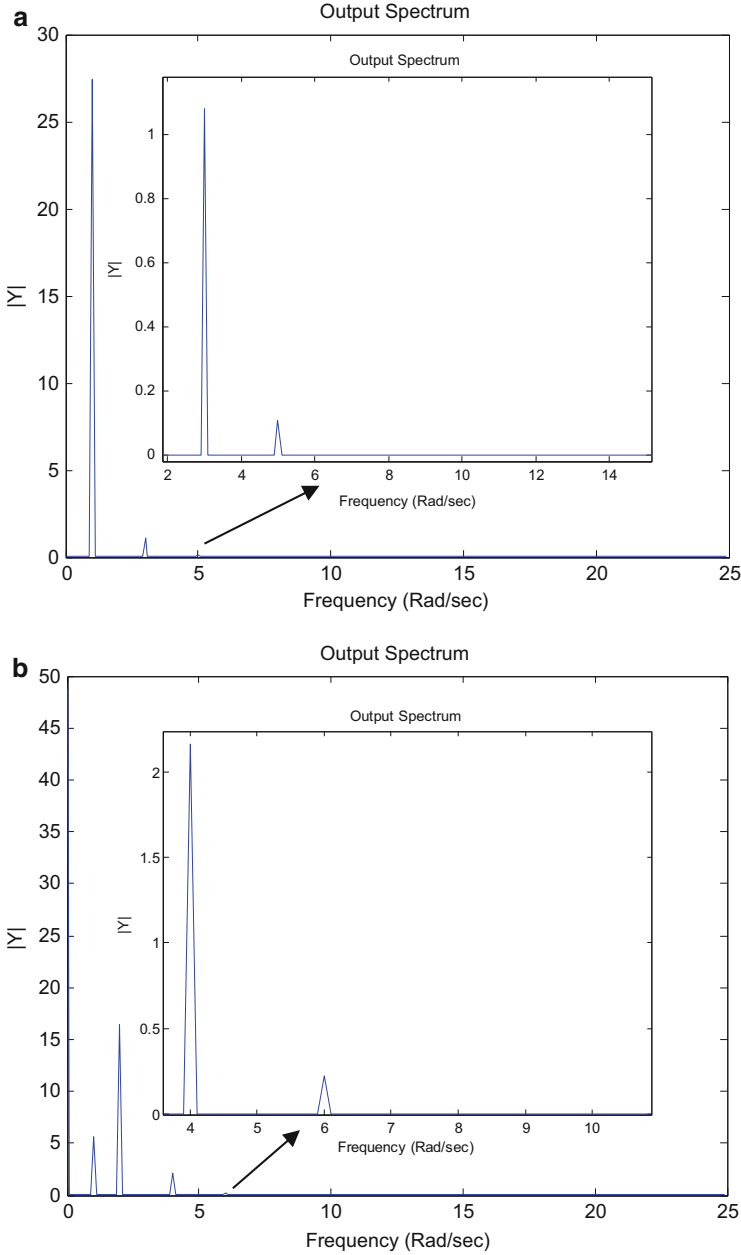 a
Output Spectrum
30
25
20
15
10
5
0
|Y|
0 5 10 15 20 25
Frequency (Rad/sec)
Output Spectrum
1
0.8
0.6
0.4
0.2
0
|Y|
2 4 6 8 10 12 14
Frequency (Rad/sec)
b
Output Spectrum
50
45
40
35
30
25
20
15
10
5
0
|Y|
0 5 10 15 20 25
Frequency (Rad/sec)
Output Spectrum
2
1.5
1
0.5
0
|Y|
4 5 6 7 8 9 10
Frequency (Rad/sec)